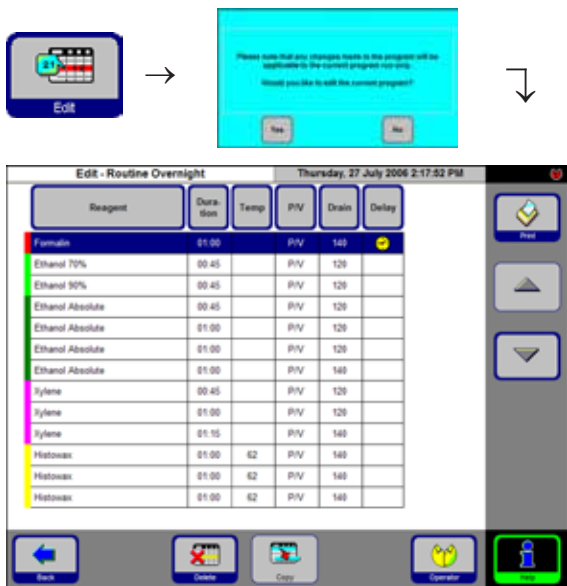 21
Edit
→
Please note that any changes made to the program will be
applicable to the current program run only.
Would you like to edit the current program?
Yes No
Edit - Routine Overnight Thursday, 27 July 2006 2:17:52 PM
Reagent Dura-tion Temp P/V Drain Delay
Formalin 01:00 P/V 140
Ethanol 70% 00:45 P/V 120
Ethanol 90% 00:45 P/V 120
Ethanol Absolute 00:45 P/V 120
Ethanol Absolute 01:00 P/V 120
Ethanol Absolute 01:00 P/V 120
Ethanol Absolute 01:00 P/V 140
Xylene 00:45 P/V 120
Xylene 01:00 P/V 120
Xylene 01:15 P/V 140
Histowax 01:00 62 P/V 140
Histowax 01:00 62 P/V 140
Histowax 01:00 62 P/V 140
Print
Back Delete Copy Operator Help